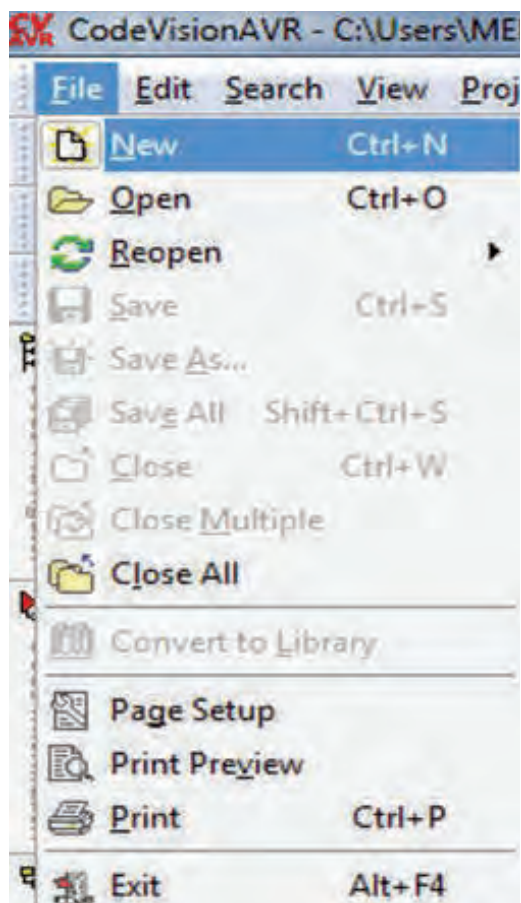 CodeVisionAVR - C:\Users\ME
File Edit Search View Proj
New Ctrl+N
Open Ctrl+O
Reopen
Save Ctrl+S
Save As...
Save All Shift+Ctrl+S
Close Ctrl+W
Close Multiple
Close All
Convert to Library
Page Setup
Print Preview
Print Ctrl+P
Exit Alt+F4